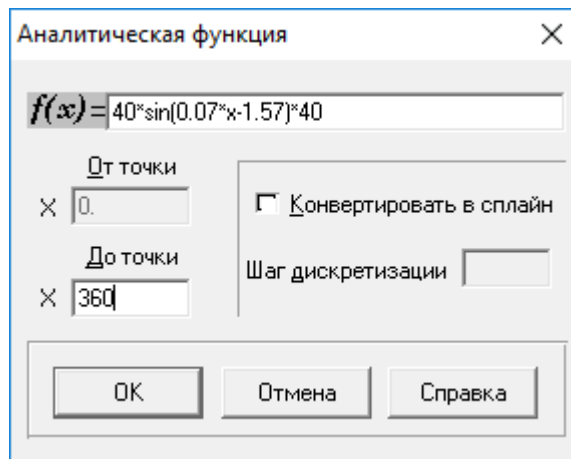 Аналитическая функция
f(x)= 40*sin(0.07*x-1.57)*40
От точки
X 0.
До точки
X 360
Конвертировать в сплайн
Шаг дискретизации
OK Отмена Справка